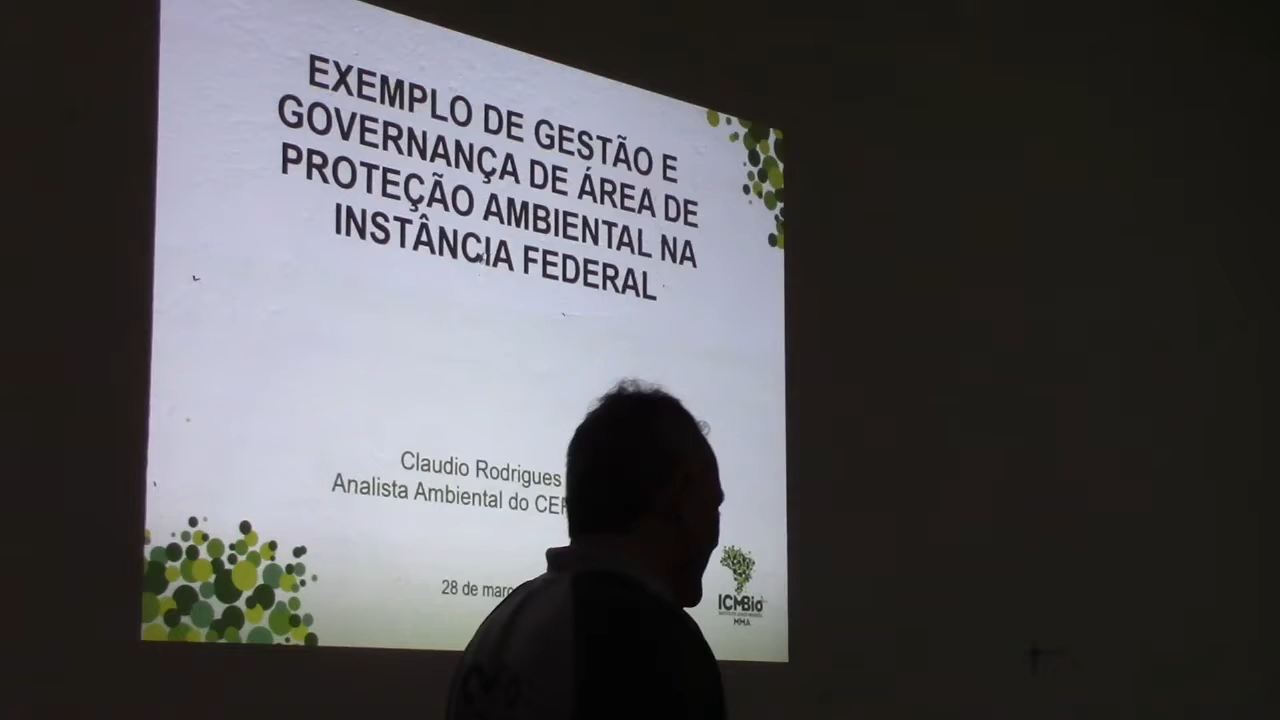 EXEMPLO DE GESTÃO E
GOVERNANÇA DE ÁREA DE
PROTEÇÃO AMBIENTAL NA
INSTÂNCIA FEDERAL
Claudio Rodrigues
Analista Ambiental do
28 de
ICMBio
MMA